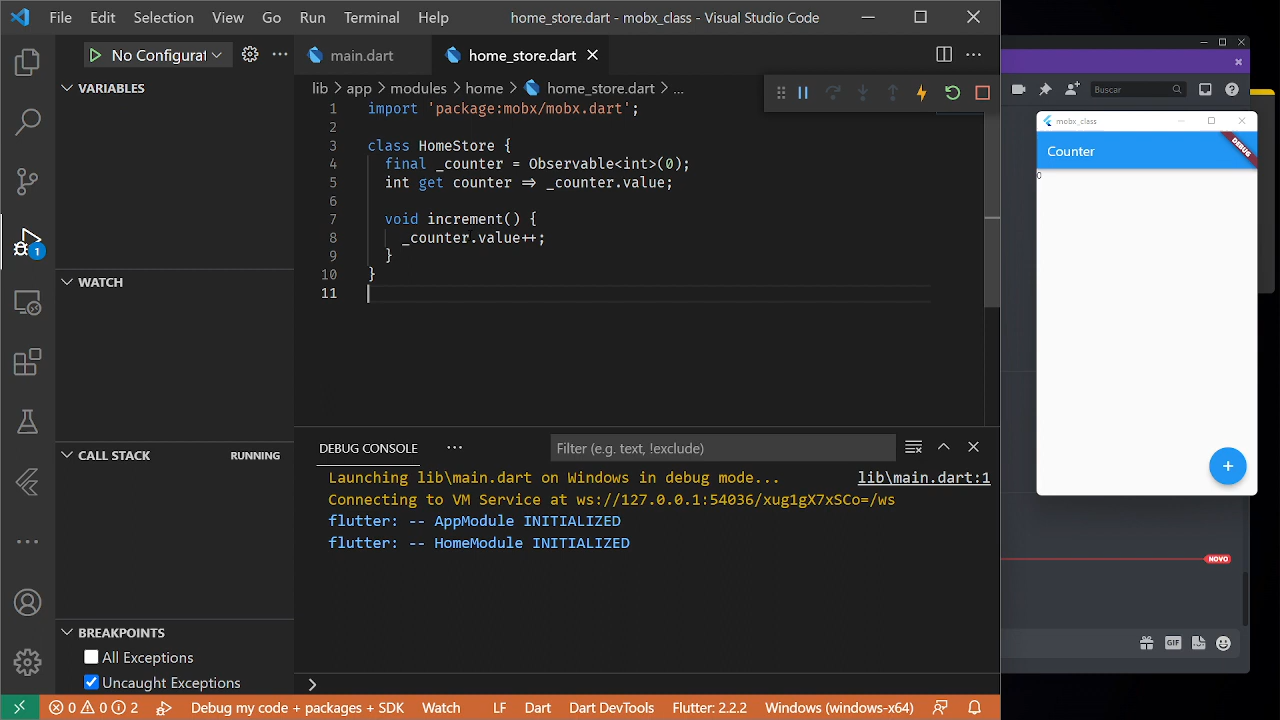 File Edit Selection View Go Run Terminal Help home_store.dart - mobx_class - Visual Studio Code
No Configurat
main.dart
home_store.dart
lib > app > modules > home > home_store.dart > ...
VARIABLES
WATCH
CALL STACK RUNNING
BREAKPOINTS
All Exceptions
Uncaught Exceptions
1
1 import 'package:mobx/mobx.dart';
2
3 class HomeStore {
4 final _counter = Observable<int>(0);
5 int get counter => _counter.value;
6
7 void increment() {
8 _counter.value++;
9 }
10 }
11
DEBUG CONSOLE
Filter (e.g. text, !exclude)
Launching lib\main.dart on Windows in debug mode... lib\main.dart:1
Connecting to VM Service at ws://127.0.0.1:54036/xug1gX7xSCo=/ws
flutter: -- AppModule INITIALIZED
flutter: -- HomeModule INITIALIZED
0 0 2 Debug my code + packages + SDK Watch LF Dart Dart DevTools Flutter: 2.2.2 Windows (windows-x64)
Buscar
mobx_class
Counter
DEBUG
0
+
NOVO
GIF